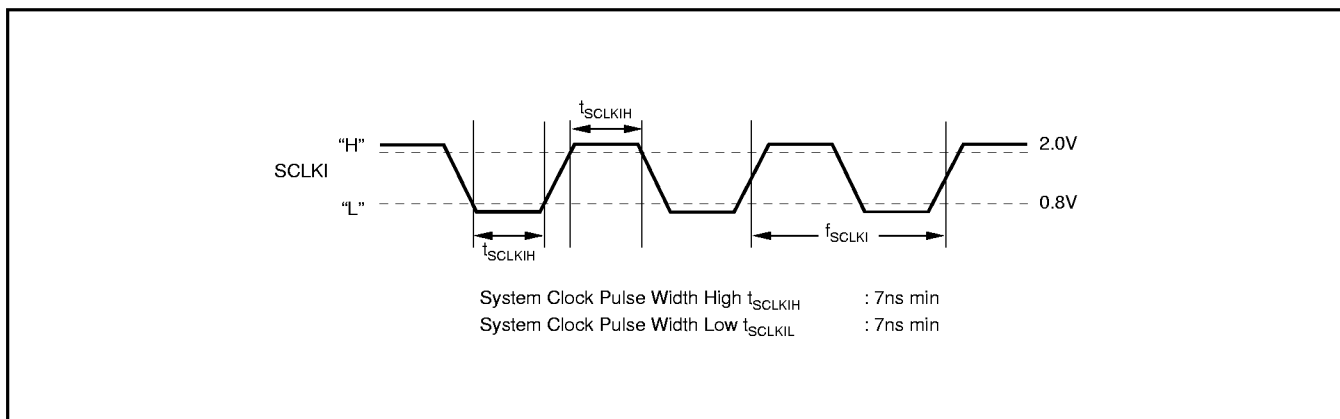 tSCLKIH
“H”
2.0V
SCLKI
“L”
0.8V
tSCLKIH
fSCLKI
System Clock Pulse Width High tSCLKIH : 7ns min
System Clock Pulse Width Low tSCLKIL : 7ns min